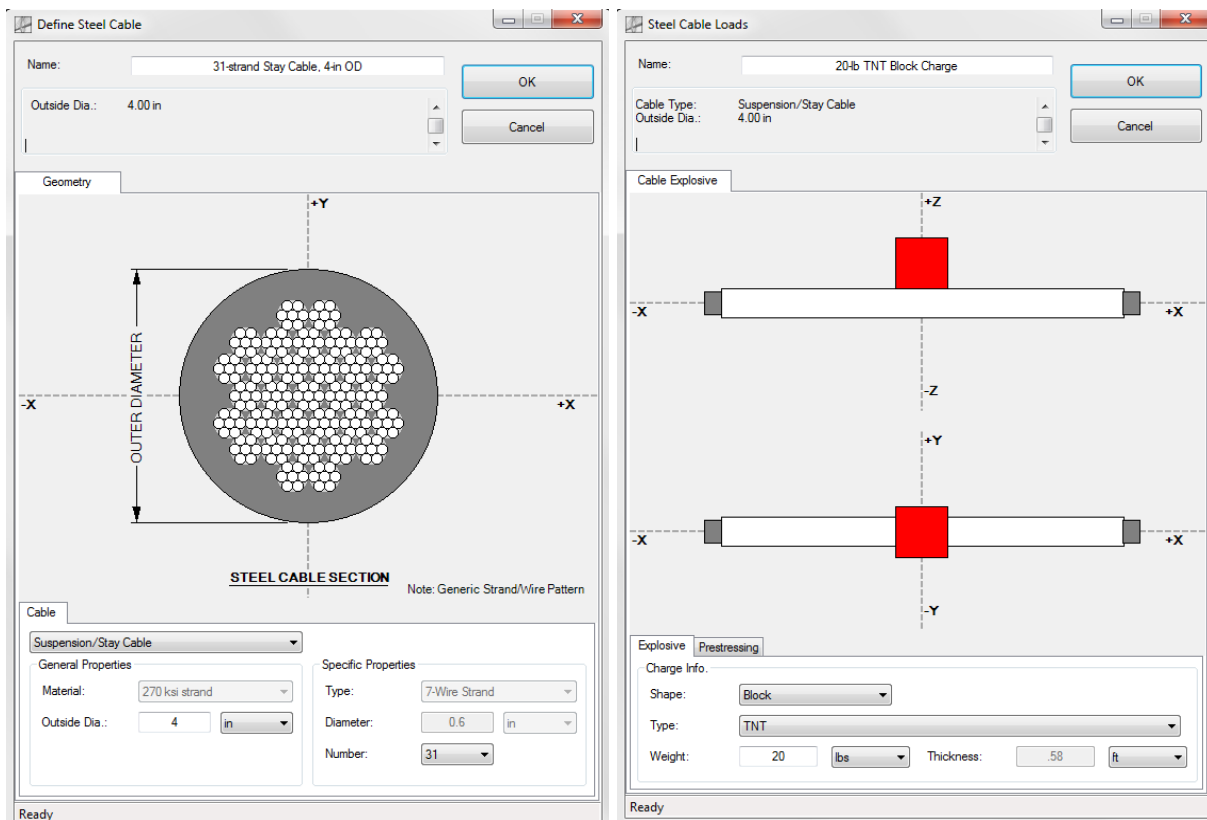 Define Steel Cable
Name:
31-strand Stay Cable, 4-in OD
OK
Outside Dia.: 4.00 in
Cancel
Geometry
+Y
OUTER DIAMETER
-X
+X
STEEL CABLE SECTION
Note: Generic Strand/Wire Pattern
Cable
Suspension/Stay Cable
General Properties
Material: 270 ksi strand
Outside Dia.: 4 in
Specific Properties
Type: 7-Wire Strand
Diameter: 0.6 in
Number: 31
Ready
Steel Cable Loads
Name:
20-lb TNT Block Charge
OK
Cable Type: Suspension/Stay Cable
Outside Dia.: 4.00 in
Cancel
Cable Explosive
+Z
-X
+X
-Z
+Y
-X
+X
-Y
Explosive Prestressing
Charge Info.
Shape: Block
Type: TNT
Weight: 20 lbs Thickness: .58 ft
Ready